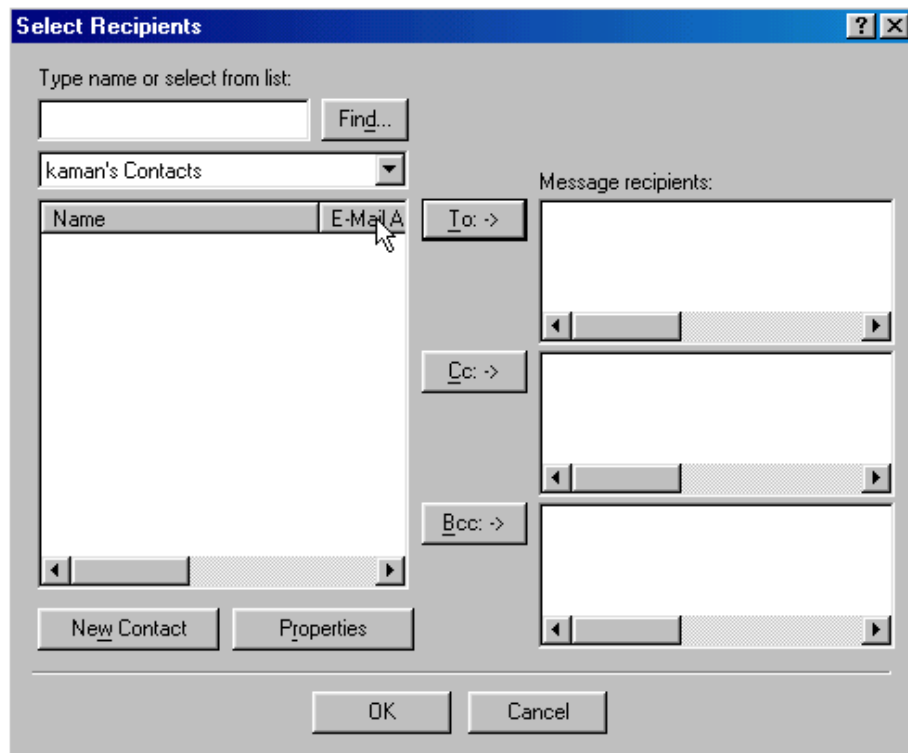 Select Recipients
Type name or select from list:
Find...
kaman's Contacts
Message recipients:
Name E-Mail A
To: ->
Cc: ->
Bcc: ->
New Contact Properties
OK Cancel